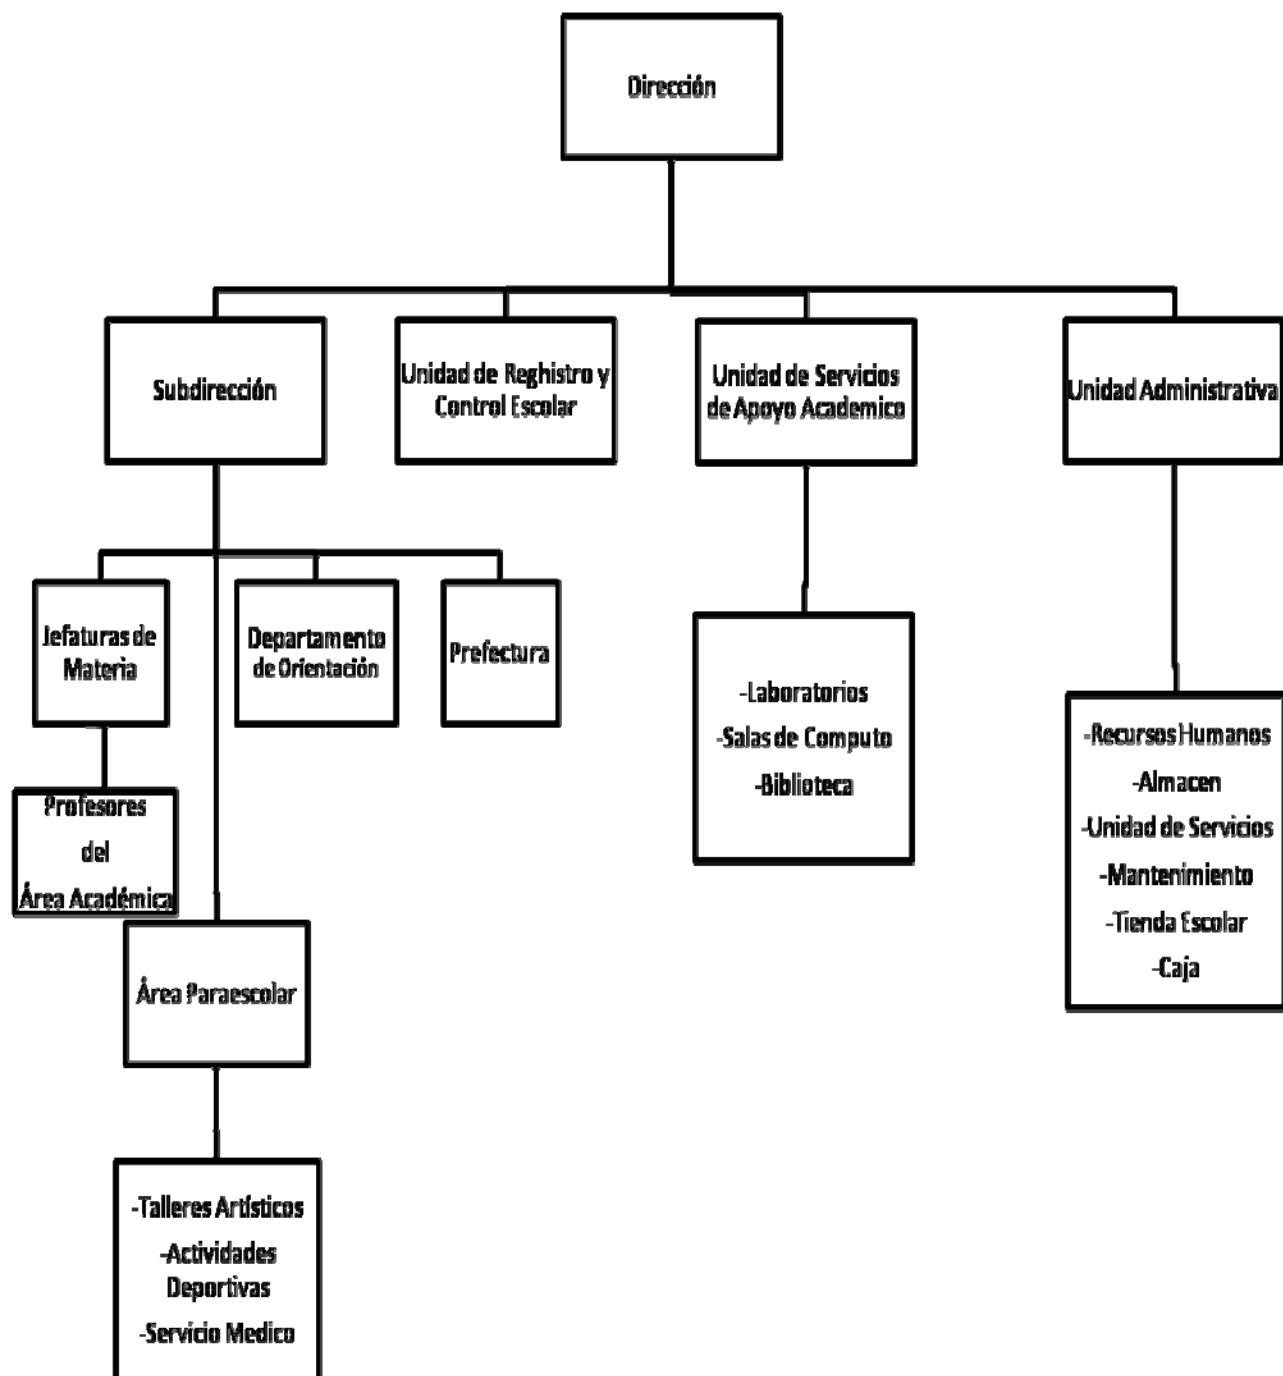 Dirección
Subdirección
Unidad de Reghistro y
Control Escolar
Unidad de Servicios
de Apoyo Academico
Unidad Administrativa
Jefaturas de
Materia
Departamento
de Orientación
Prefectura
Profesores
del
Área Académica
Área Paraescolar
-Talleres Artísticos
-Actividades
Deportivas
-Servicio Medico
-Laboratorios
-Salas de Computo
-Biblioteca
-Recursos Humanos
-Almacen
-Unidad de Servicios
-Mantenimiento
-Tienda Escolar
-Caja